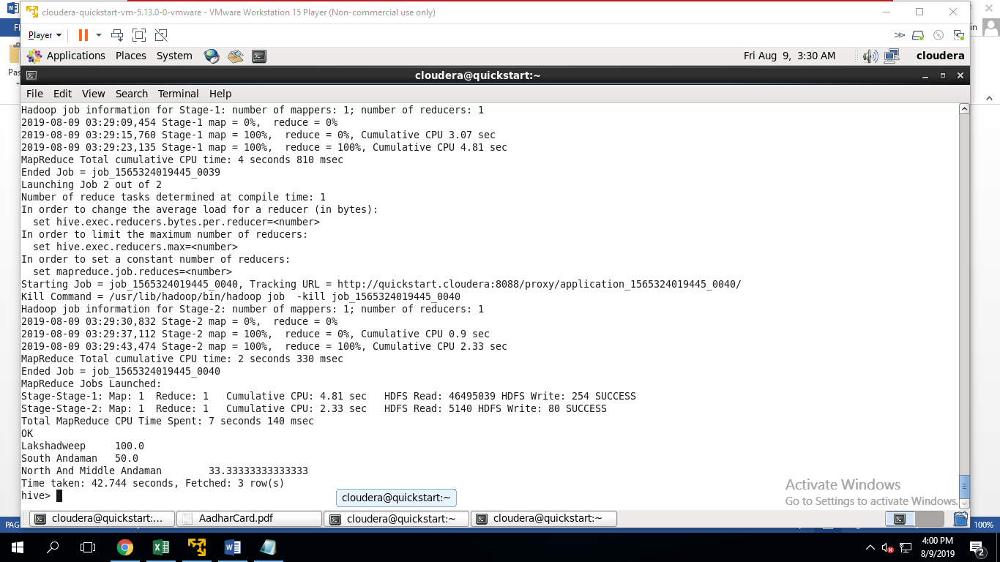 cloudera-quickstart-vm-5.13.0-0-vmware - VMware Workstation 15 Player (Non-commercial use only)
Player
Applications Places System Fri Aug 9, 3:30 AM cloudera
cloudera@quickstart:~
File Edit View Search Terminal Help
Hadoop job information for Stage-1: number of mappers: 1; number of reducers: 1
2019-08-09 03:29:09,454 Stage-1 map = 0%,  reduce = 0%
2019-08-09 03:29:15,760 Stage-1 map = 100%,  reduce = 0%, Cumulative CPU 3.07 sec
2019-08-09 03:29:23,135 Stage-1 map = 100%,  reduce = 100%, Cumulative CPU 4.81 sec
MapReduce Total cumulative CPU time: 4 seconds 810 msec
Ended Job = job_1565324019445_0039
Launching Job 2 out of 2
Number of reduce tasks determined at compile time: 1
In order to change the average load for a reducer (in bytes):
  set hive.exec.reducers.bytes.per.reducer=<number>
In order to limit the maximum number of reducers:
  set hive.exec.reducers.max=<number>
In order to set a constant number of reducers:
  set mapreduce.job.reduces=<number>
Starting Job = job_1565324019445_0040, Tracking URL = http://quickstart.cloudera:8088/proxy/application_1565324019445_0040/
Kill Command = /usr/lib/hadoop/bin/hadoop job  -kill job_1565324019445_0040
Hadoop job information for Stage-2: number of mappers: 1; number of reducers: 1
2019-08-09 03:29:30,832 Stage-2 map = 0%,  reduce = 0%
2019-08-09 03:29:37,112 Stage-2 map = 100%,  reduce = 0%, Cumulative CPU 0.9 sec
2019-08-09 03:29:43,474 Stage-2 map = 100%,  reduce = 100%, Cumulative CPU 2.33 sec
MapReduce Total cumulative CPU time: 2 seconds 330 msec
Ended Job = job_1565324019445_0040
MapReduce Jobs Launched:
Stage-Stage-1: Map: 1  Reduce: 1   Cumulative CPU: 4.81 sec   HDFS Read: 46495039 HDFS Write: 254 SUCCESS
Stage-Stage-2: Map: 1  Reduce: 1   Cumulative CPU: 2.33 sec   HDFS Read: 5140 HDFS Write: 80 SUCCESS
Total MapReduce CPU Time Spent: 7 seconds 140 msec
OK
Lakshadweep     100.0
South Andaman   50.0
North And Middle Andaman        33.33333333333333
Time taken: 42.744 seconds, Fetched: 3 row(s)
hive>
Activate Windows
Go to Settings to activate Windows.
cloudera@quickstart:~
cloudera@quickstart:... AadharCard.pdf cloudera@quickstart:~ cloudera@quickstart:~
100%
4:00 PM
8/9/2019
2